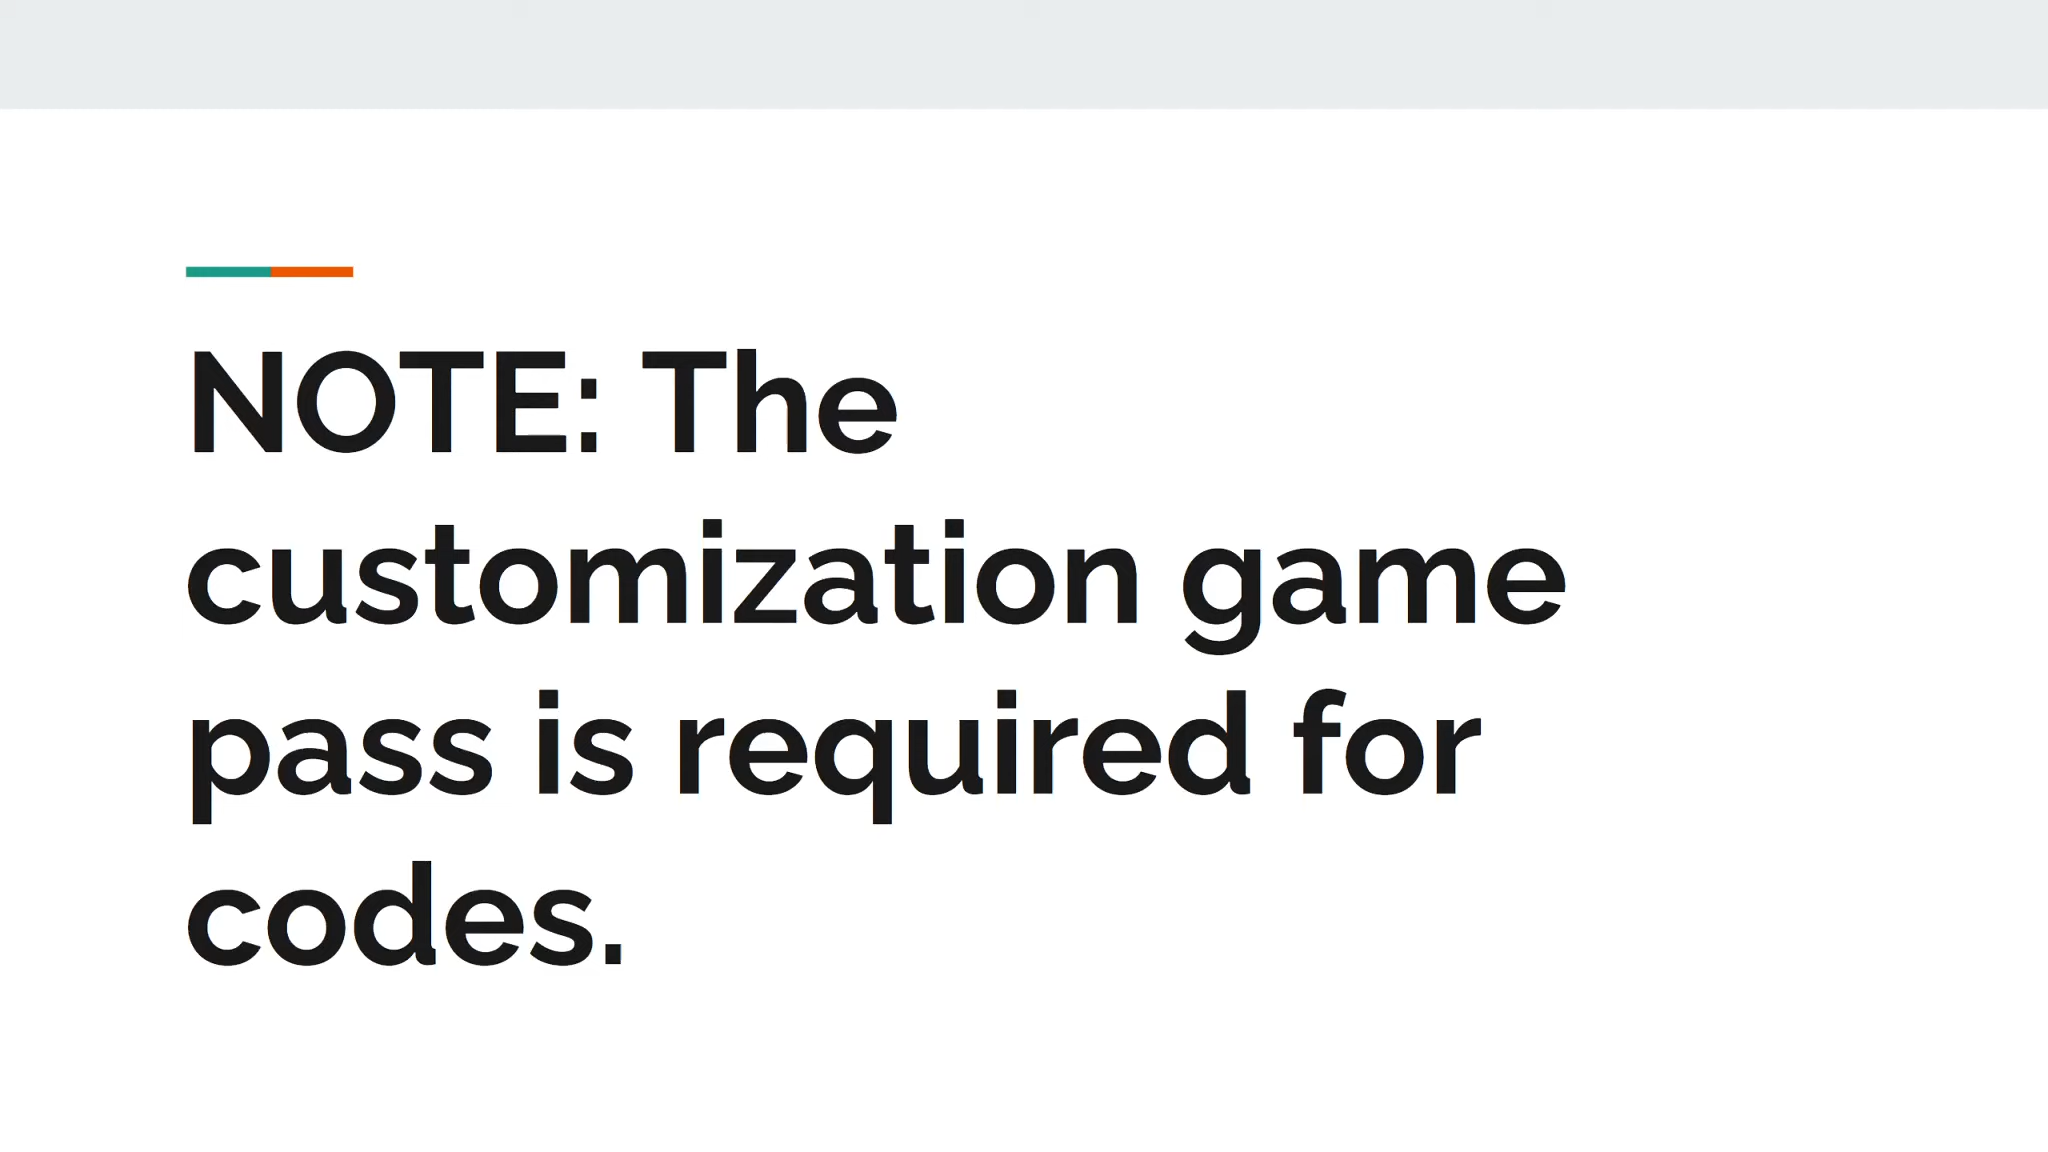 NOTE: The
customization game
pass is required for
codes.